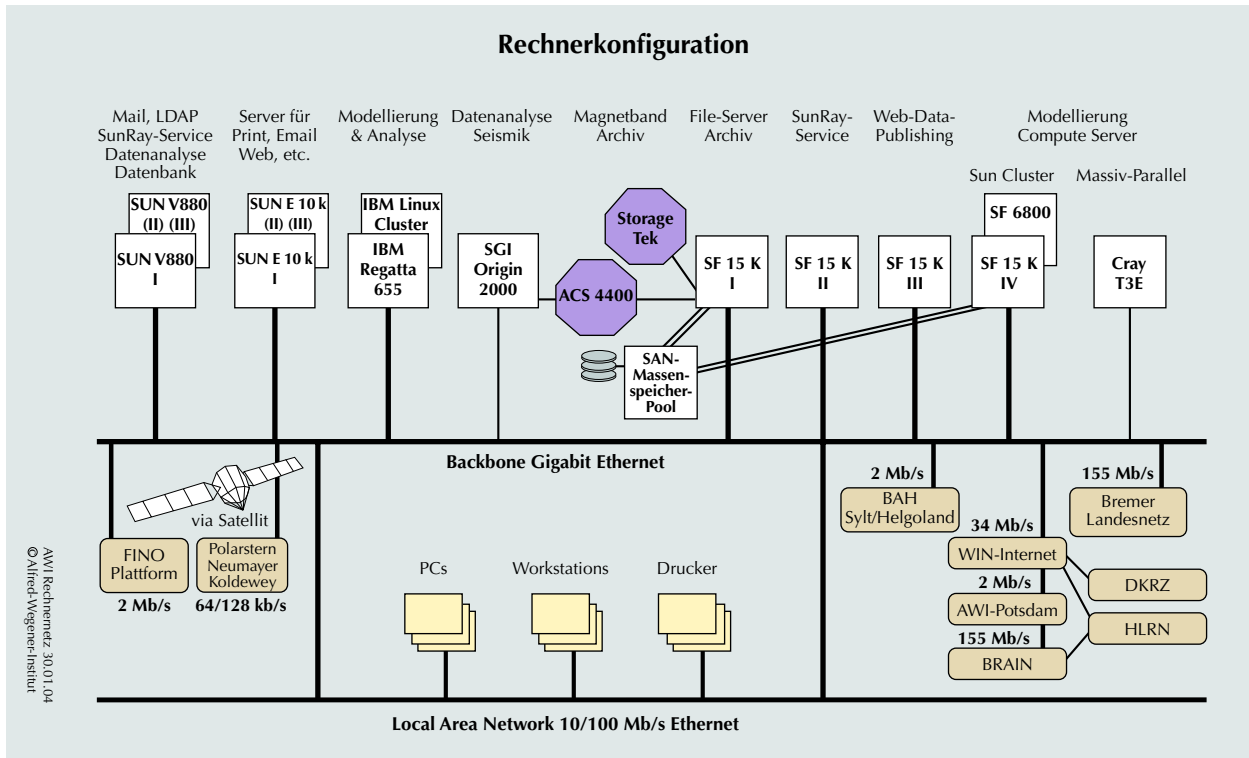 Rechnerkonfiguration
Mail, LDAP
SunRay-Service
Datenanalyse
Datenbank
Server für
Print, Email
Web, etc.
Modellierung
& Analyse
Datenanalyse
Seismik
Magnetband
Archiv
File-Server
Archiv
SunRay-
Service
Web-Data-
Publishing
Modellierung
Compute Server
Sun Cluster
Massiv-Parallel
SUN V880
(II) (III)
SUN V880
I
SUN E 10 k
(II) (III)
SUN E 10 k
I
IBM Linux
Cluster
IBM
Regatta
655
SGI
Origin
2000
Storage
Tek
ACS 4400
SF 15 K
I
SF 15 K
II
SF 15 K
III
SF 6800
SF 15 K
IV
Cray
T3E
SAN-
Massen-
speicher-
Pool
Backbone Gigabit Ethernet
via Satellit
FINO
Plattform
2 Mb/s
Polarstern
Neumayer
Koldewey
64/128 kb/s
PCs
Workstations
Drucker
2 Mb/s
BAH
Sylt/Helgoland
155 Mb/s
Bremer
Landesnetz
34 Mb/s
WIN-Internet
2 Mb/s
AWI-Potsdam
155 Mb/s
BRAIN
DKRZ
HLRN
Local Area Network 10/100 Mb/s Ethernet
AWI Rechnernetz 30.01.04
© Alfred-Wegener-Institut